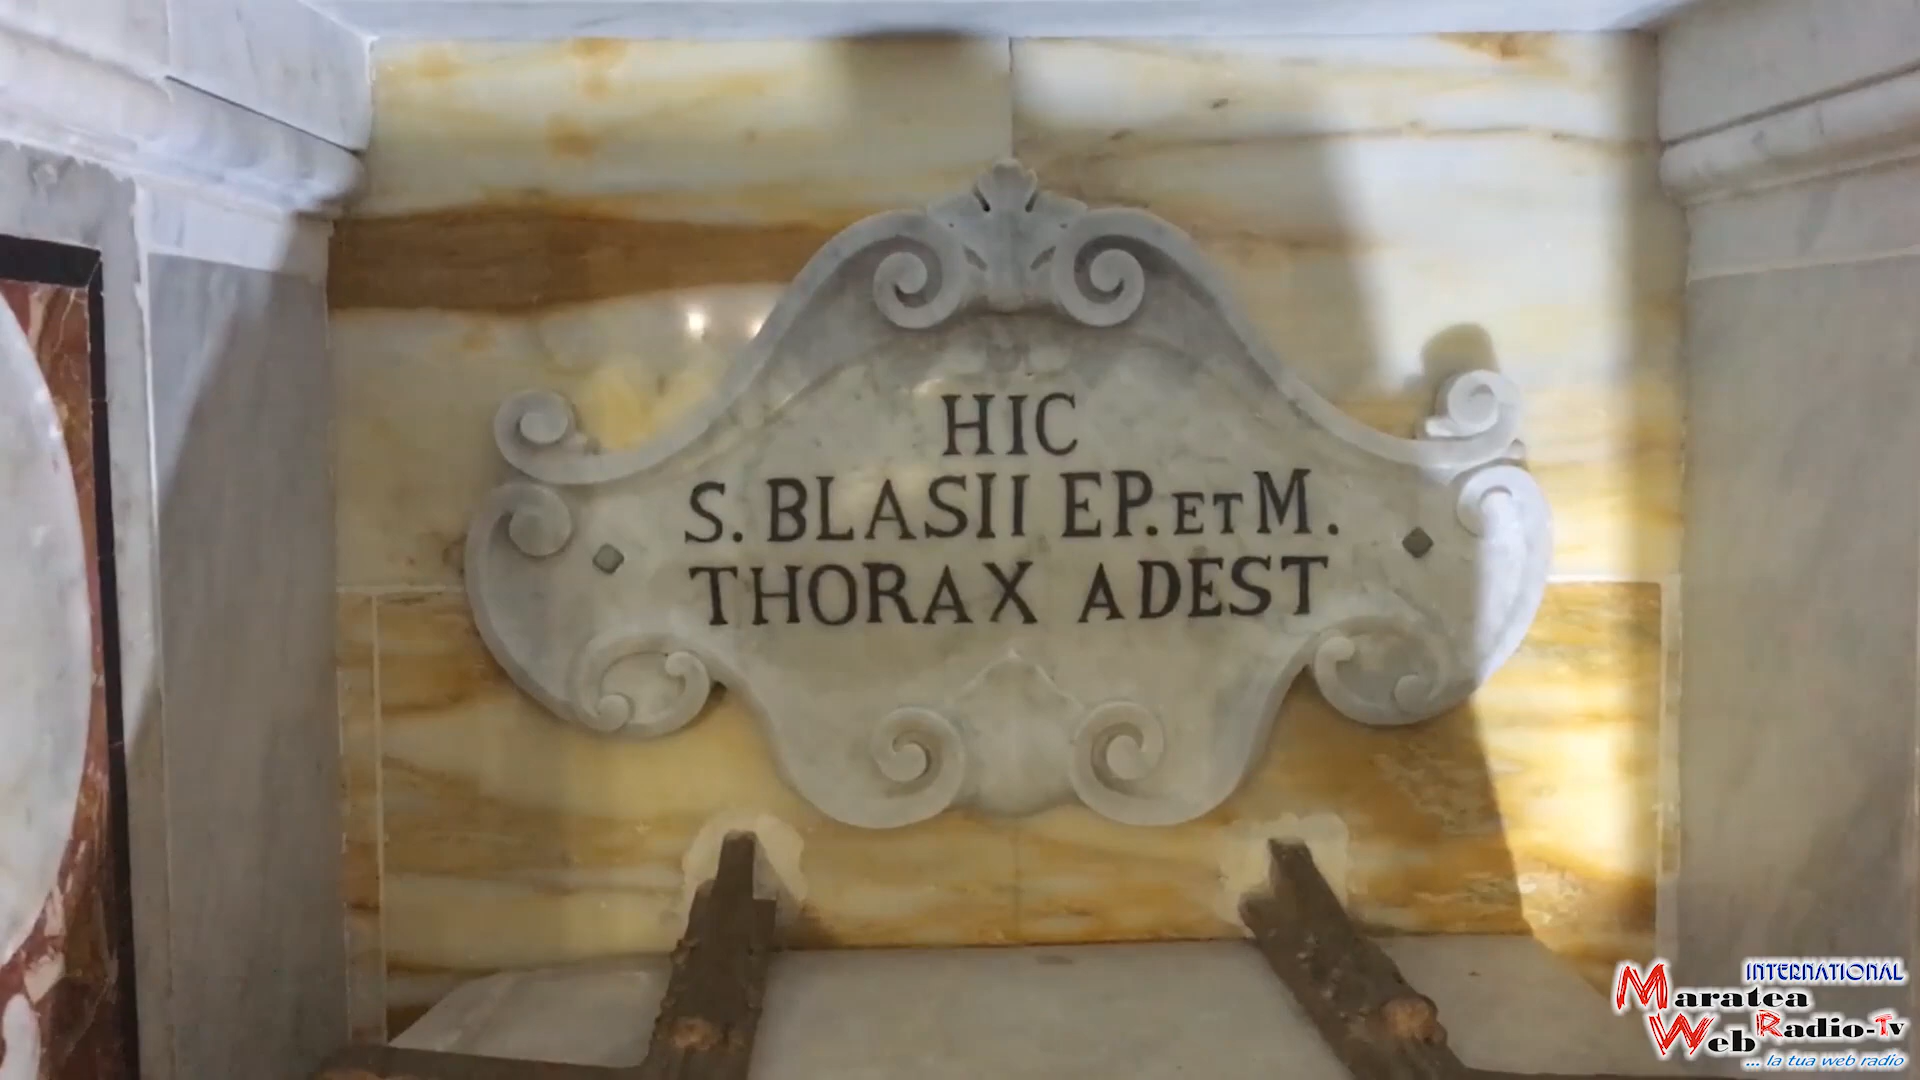 HIC
S. BLASII EP. ET M.
THORAX ADEST
INTERNATIONAL
Maratea
Web Radio-Tv
... la tua web radio